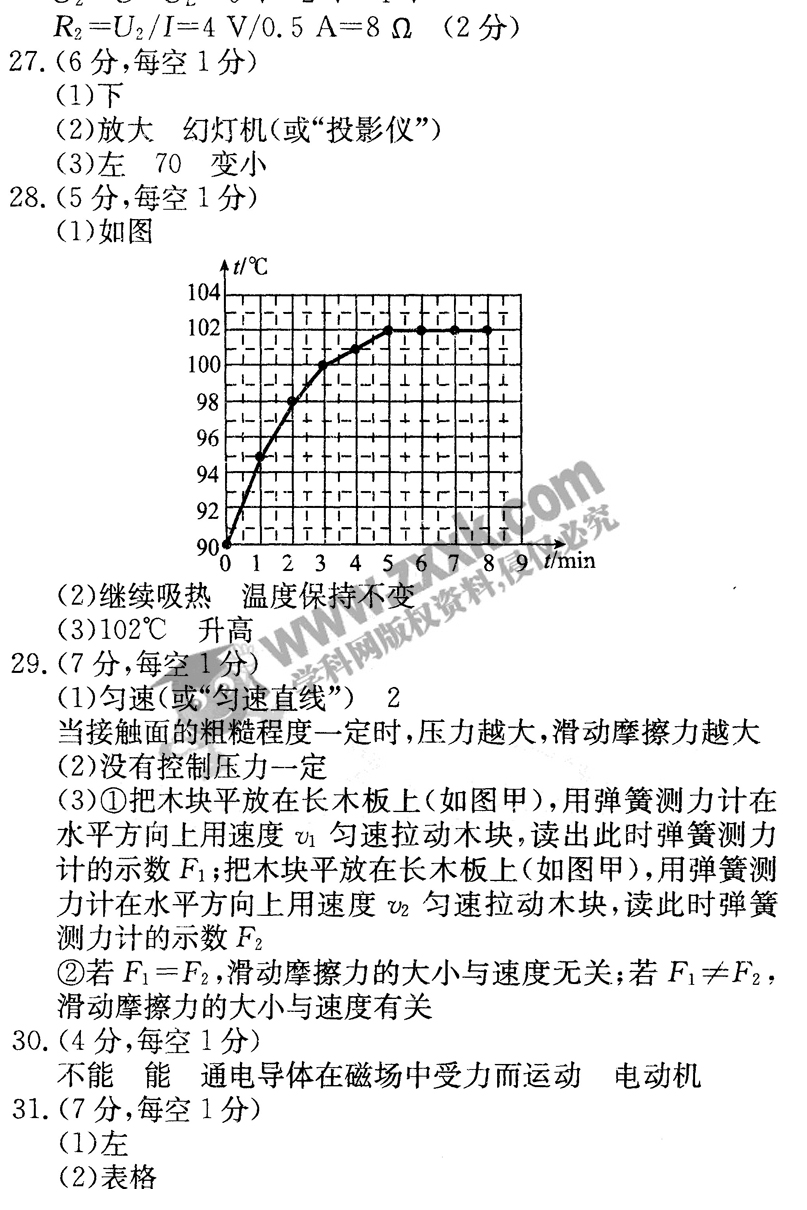 R₂=U₂/I=4 V/0.5 A=8 Ω (2分)
27.(6分,每空1分)
(1)下
(2)放大 幻灯机(或“投影仪”)
(3)左 70 变小
28.(5分,每空1分)
(1)如图
t/℃
104
102
100
98
96
94
92
90
0 1 2 3 4 5 6 7 8 9 t/min
(2)继续吸热 温度保持不变
(3)102℃ 升高
www.zxxk.com
学科网版权资料,侵权必究
29.(7分,每空1分)
(1)匀速(或“匀速直线”) 2
当接触面的粗糙程度一定时,压力越大,滑动摩擦力越大
(2)没有控制压力一定
(3)①把木块平放在长木板上(如图甲),用弹簧测力计在
水平方向上用速度 v₁ 匀速拉动木块,读出此时弹簧测力
计的示数 F₁;把木块平放在长木板上(如图甲),用弹簧测
力计在水平方向上用速度 v₂ 匀速拉动木块,读此时弹簧
测力计的示数 F₂
②若 F₁=F₂,滑动摩擦力的大小与速度无关;若 F₁≠F₂,
滑动摩擦力的大小与速度有关
30.(4分,每空1分)
不能 能 通电导体在磁场中受力而运动 电动机
31.(7分,每空1分)
(1)左
(2)表格